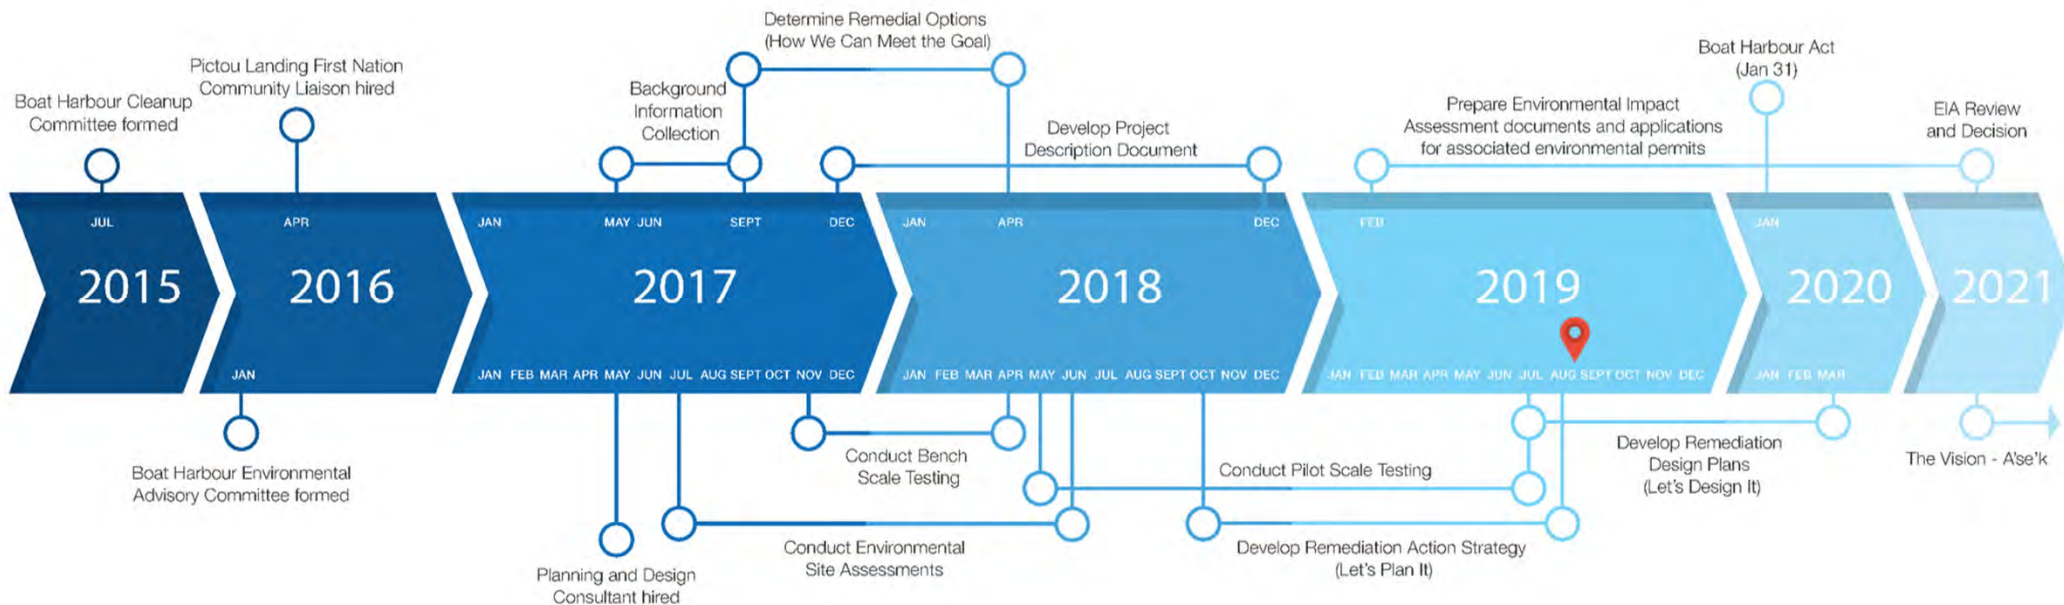 Determine Remedial Options
(How We Can Meet the Goal)
Boat Harbour Act
(Jan 31)
Pictou Landing First Nation
Community Liaison hired
Boat Harbour Cleanup
Committee formed
Background
Information
Collection
Develop Project
Description Document
Prepare Environmental Impact
Assessment documents and applications
for associated environmental permits
EIA Review
and Decision
JUL
APR
JAN MAY JUN SEPT DEC
JAN APR DEC
FEB
JAN
2015
2016
2017
2018
2019
2020
2021
JAN
JAN FEB MAR APR MAY JUN JUL AUG SEPT OCT NOV DEC
JAN FEB MAR APR MAY JUN JUL AUG SEPT OCT NOV DEC
JAN FEB MAR APR MAY JUN JUL AUG SEPT OCT NOV DEC
JAN FEB MAR
Boat Harbour Environmental
Advisory Committee formed
Planning and Design
Consultant hired
Conduct Environmental
Site Assessments
Conduct Bench
Scale Testing
Conduct Pilot Scale Testing
Develop Remediation Action Strategy
(Let's Plan It)
Develop Remediation
Design Plans
(Let's Design It)
The Vision - A'se'k